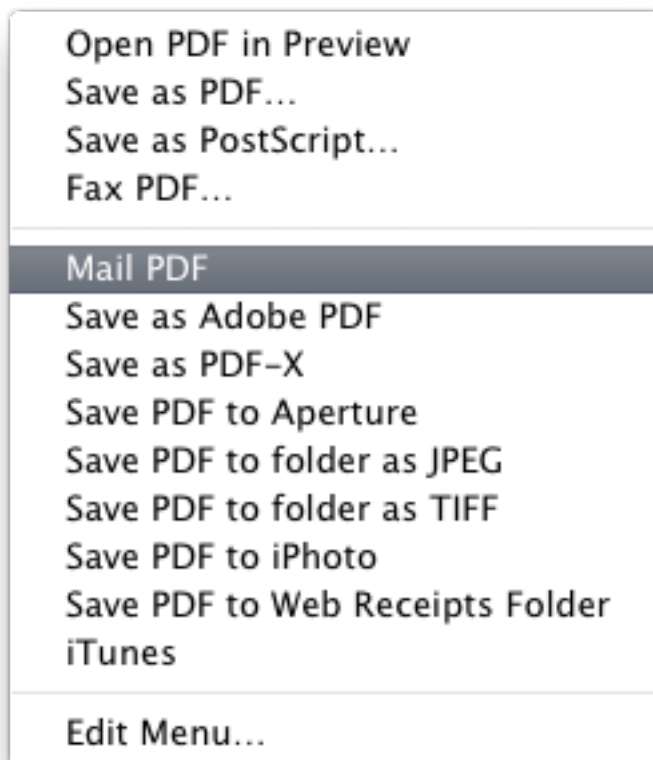 Open PDF in Preview
Save as PDF...
Save as PostScript...
Fax PDF...
Mail PDF
Save as Adobe PDF
Save as PDF-X
Save PDF to Aperture
Save PDF to folder as JPEG
Save PDF to folder as TIFF
Save PDF to iPhoto
Save PDF to Web Receipts Folder
iTunes
Edit Menu...